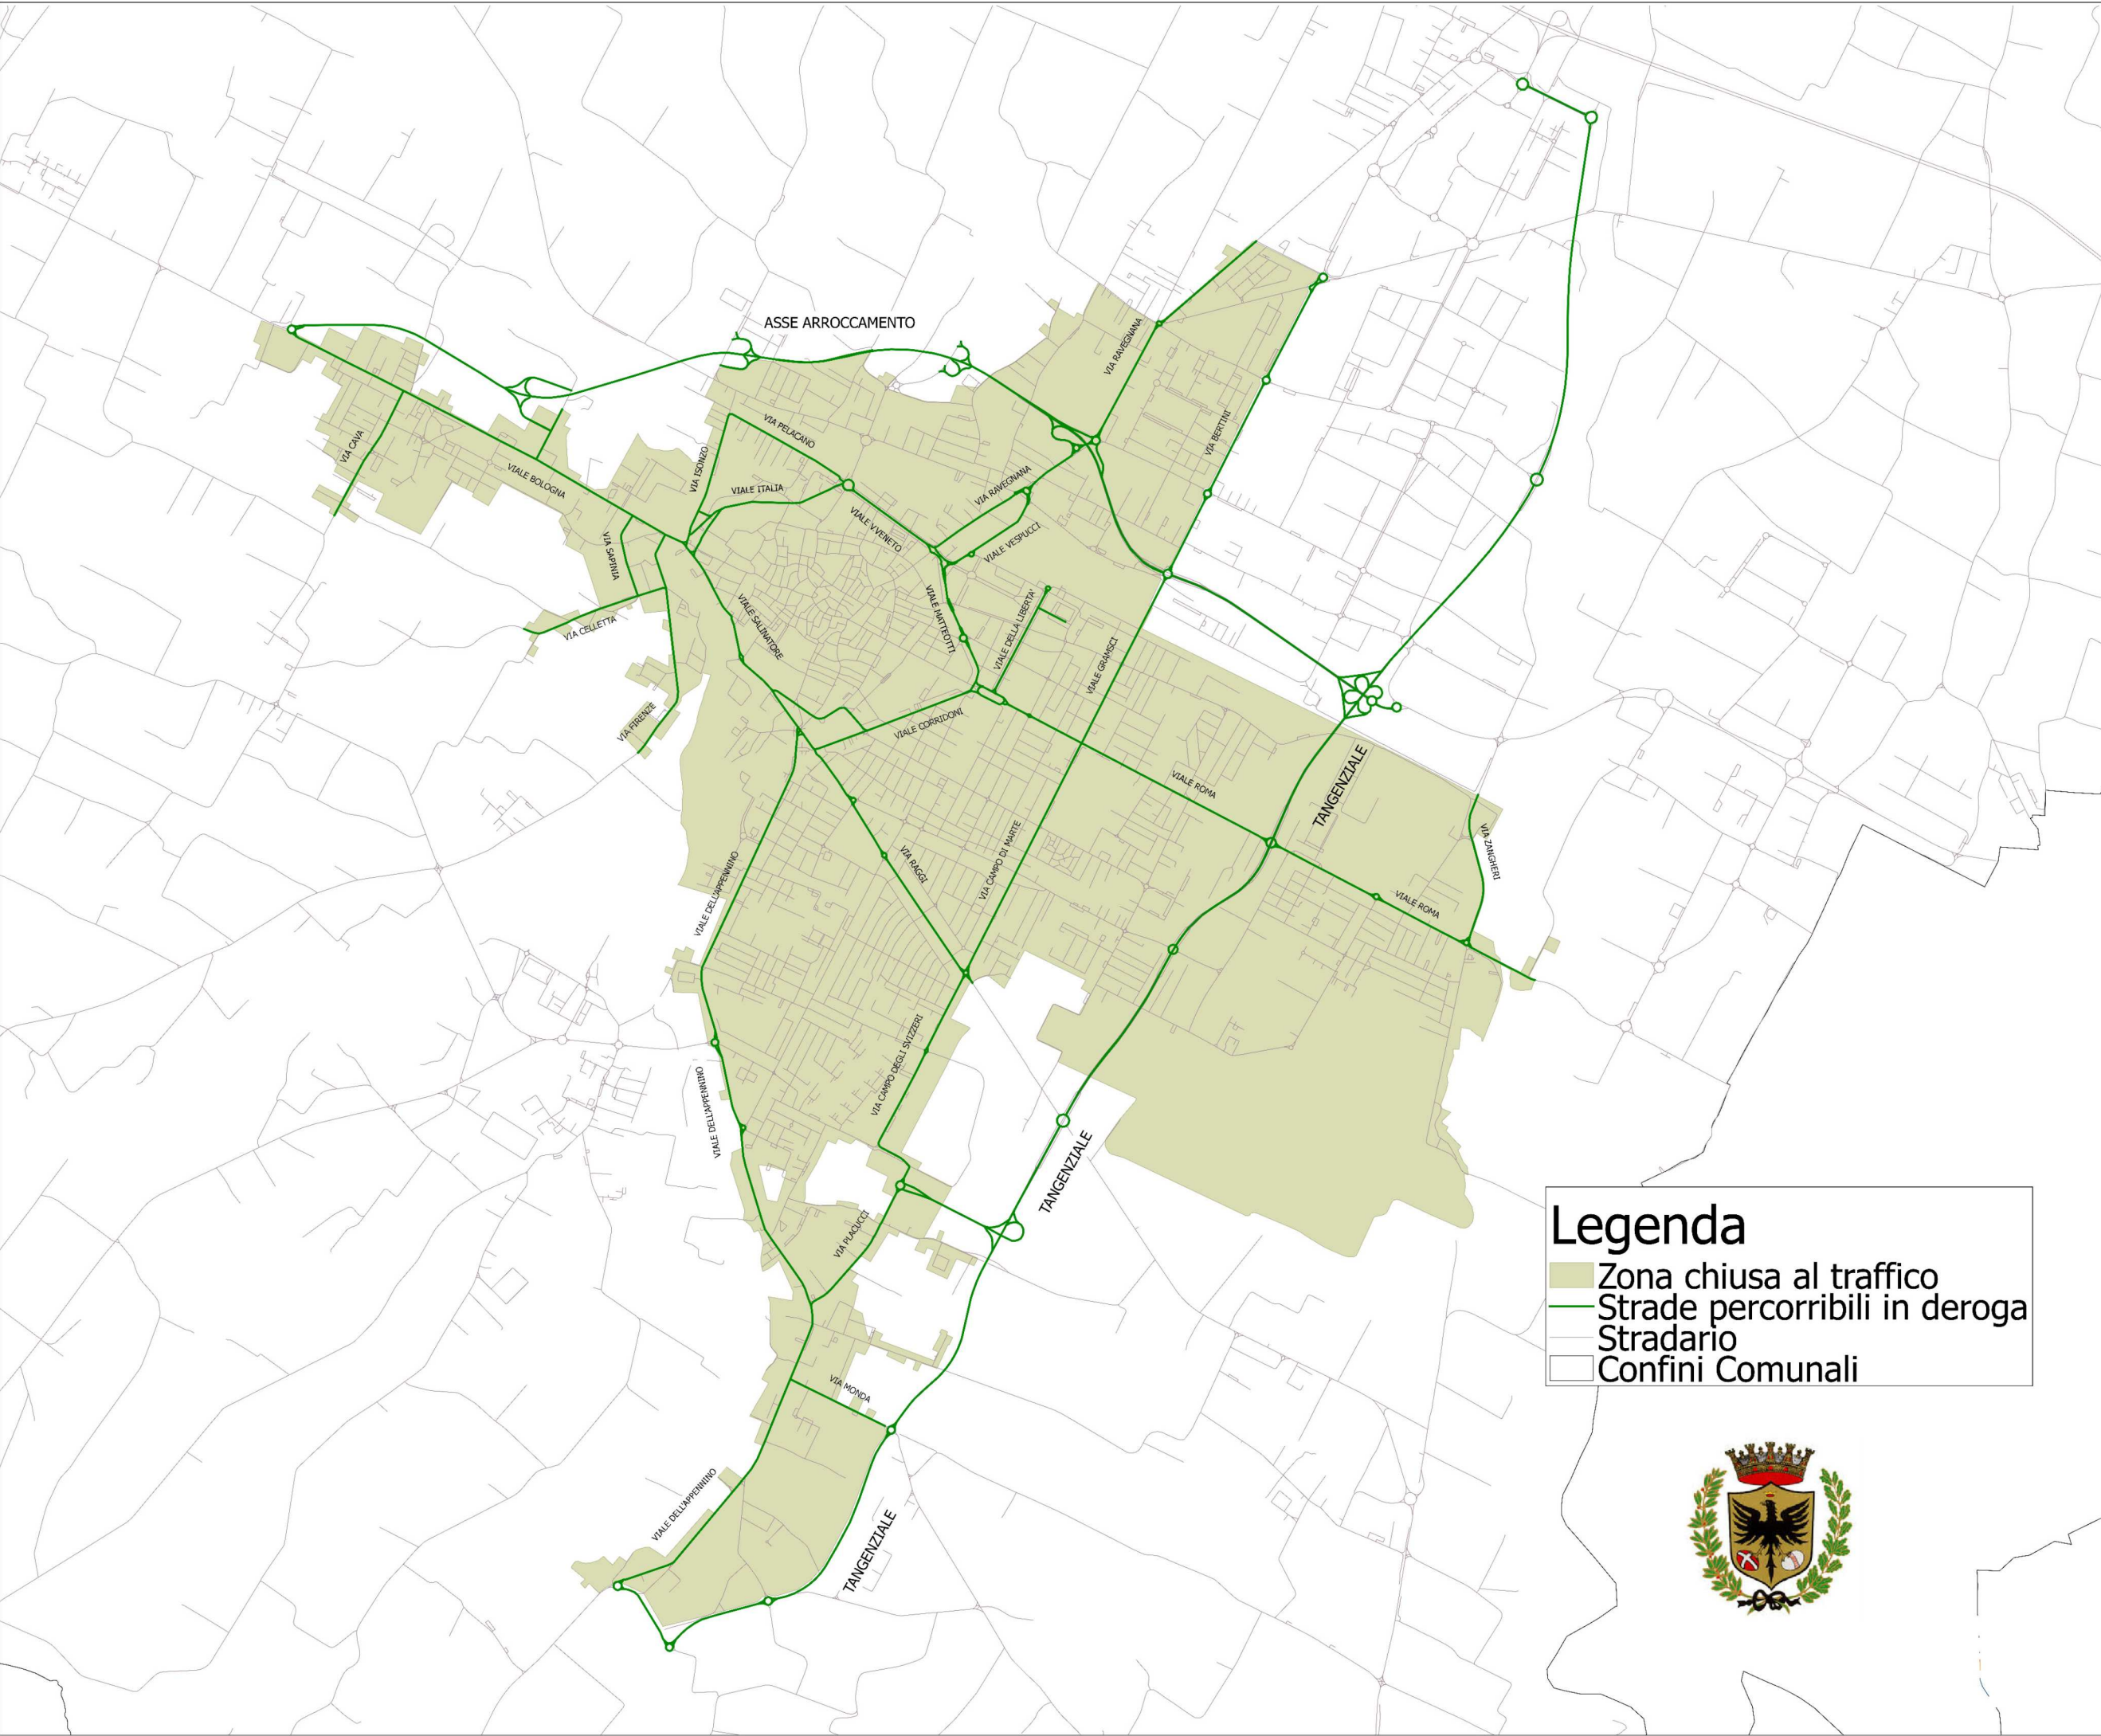 ASSE ARROCCAMENTO
VIA RAVEGNANA
VIA BERTINI
VIA PELACANO
VIA CAVA
VIALE BOLOGNA
VIA ISONZO
VIALE ITALIA
VIA RAVEGNANA
VIALE V.VENETO
VIALE VESPUCCI
VIA SAPINIA
VIA CELLETTA
VIALE SALINATORE
VIALE MATTEOTTI
VIALE DELLA LIBERTA'
VIALE GRAMSCI
VIA FIRENZE
VIALE CORRIDONI
VIALE ROMA
TANGENZIALE
VIA ZANGHERI
VIALE DELL'APPENNINO
VIA RAGGI
VIA CAMPO DI MARTE
VIALE ROMA
VIA CAMPO DEGLI SVIZZERI
VIALE DELL'APPENNINO
TANGENZIALE
VIA PLACUCCI
VIA MONDA
VIALE DELL'APPENNINO
TANGENZIALE
Legenda
Zona chiusa al traffico
Strade percorribili in deroga
Stradario
Confini Comunali